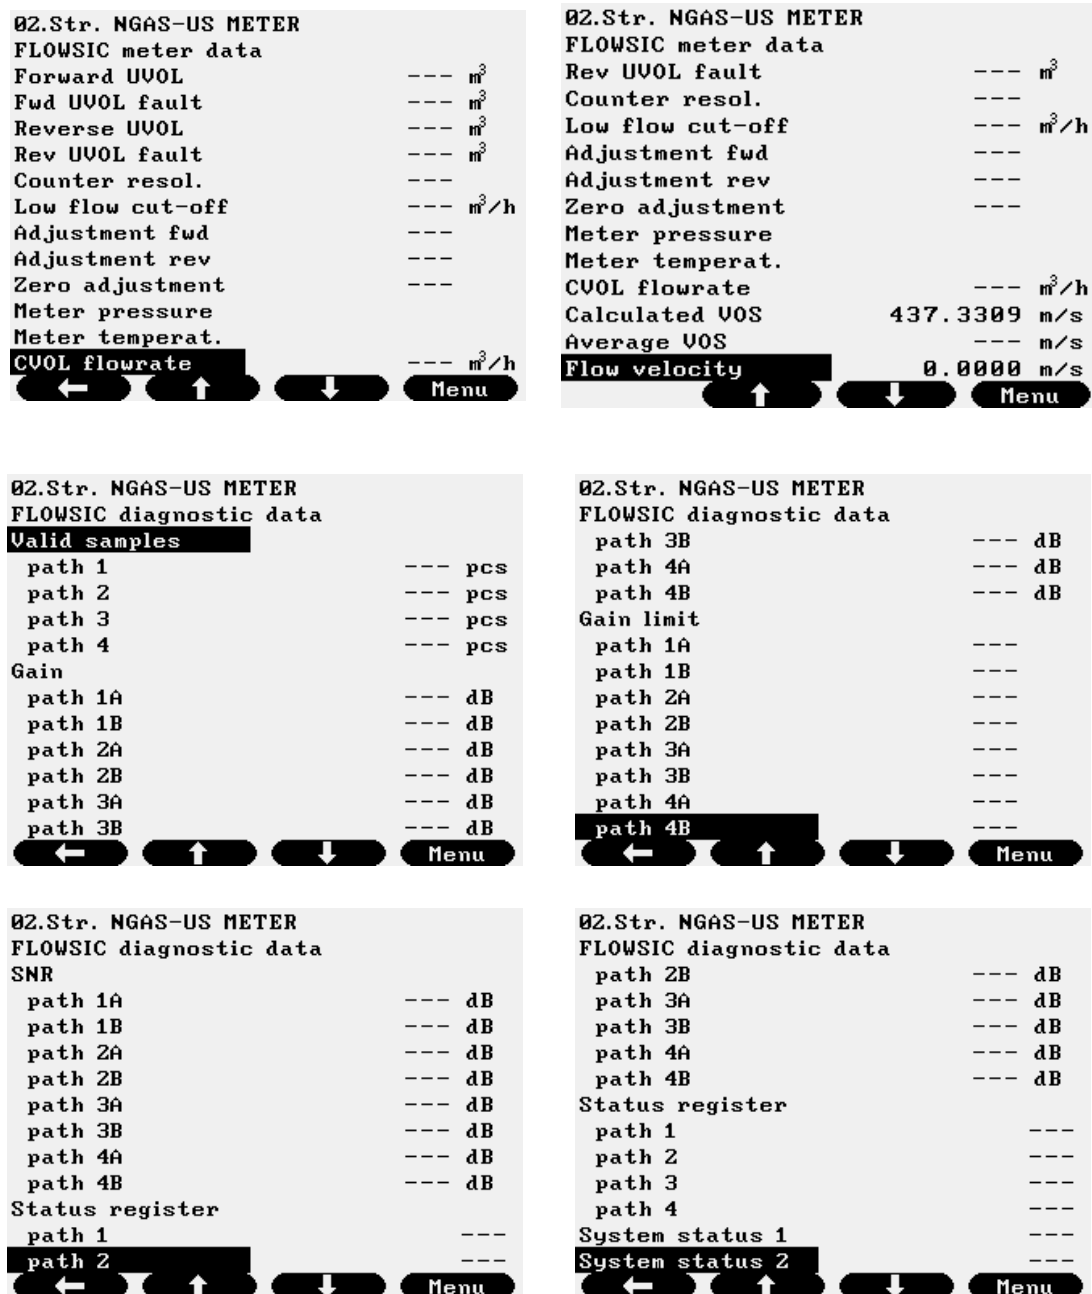 02.Str. NGAS-US METER
FLOWSIC meter data
Forward UVOL --- m³
Fwd UVOL fault --- m³
Reverse UVOL --- m³
Rev UVOL fault --- m³
Counter resol. ---
Low flow cut-off --- m³/h
Adjustment fwd ---
Adjustment rev ---
Zero adjustment ---
Meter pressure
Meter temperat.
CVOL flowrate --- m³/h
← ↑ ↓ Menu
02.Str. NGAS-US METER
FLOWSIC meter data
Rev UVOL fault --- m³
Counter resol. ---
Low flow cut-off --- m³/h
Adjustment fwd ---
Adjustment rev ---
Zero adjustment ---
Meter pressure
Meter temperat.
CVOL flowrate --- m³/h
Calculated VOS 437.3309 m/s
Average VOS --- m/s
Flow velocity 0.0000 m/s
↑ ↓ Menu
02.Str. NGAS-US METER
FLOWSIC diagnostic data
Valid samples
path 1 --- pcs
path 2 --- pcs
path 3 --- pcs
path 4 --- pcs
Gain
path 1A --- dB
path 1B --- dB
path 2A --- dB
path 2B --- dB
path 3A --- dB
path 3B --- dB
← ↑ ↓ Menu
02.Str. NGAS-US METER
FLOWSIC diagnostic data
path 3B --- dB
path 4A --- dB
path 4B --- dB
Gain limit
path 1A ---
path 1B ---
path 2A ---
path 2B ---
path 3A ---
path 3B ---
path 4A ---
path 4B ---
← ↑ ↓ Menu
02.Str. NGAS-US METER
FLOWSIC diagnostic data
SNR
path 1A --- dB
path 1B --- dB
path 2A --- dB
path 2B --- dB
path 3A --- dB
path 3B --- dB
path 4A --- dB
path 4B --- dB
Status register
path 1 ---
path 2 ---
← ↑ ↓ Menu
02.Str. NGAS-US METER
FLOWSIC diagnostic data
path 2B --- dB
path 3A --- dB
path 3B --- dB
path 4A --- dB
path 4B --- dB
Status register
path 1 ---
path 2 ---
path 3 ---
path 4 ---
System status 1 ---
System status 2 ---
← ↑ ↓ Menu